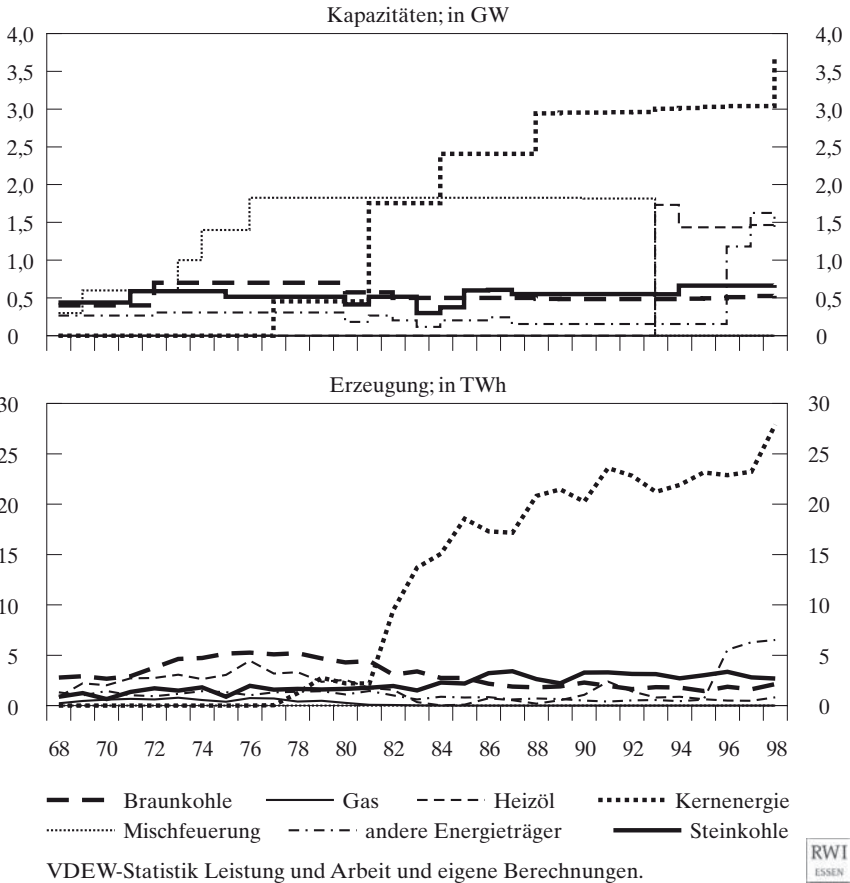 Kapazitäten; in GW
4,0 4,0
3,5 3,5
3,0 3,0
2,5 2,5
2,0 2,0
1,5 1,5
1,0 1,0
0,5 0,5
0 0
Erzeugung; in TWh
30 30
25 25
20 20
15 15
10 10
5 5
0 0
68 70 72 74 76 78 80 82 84 86 88 90 92 94 96 98
Braunkohle Gas Heizöl Kernenergie
Mischfeuerung andere Energieträger Steinkohle
VDEW-Statistik Leistung und Arbeit und eigene Berechnungen.
RWI
ESSEN